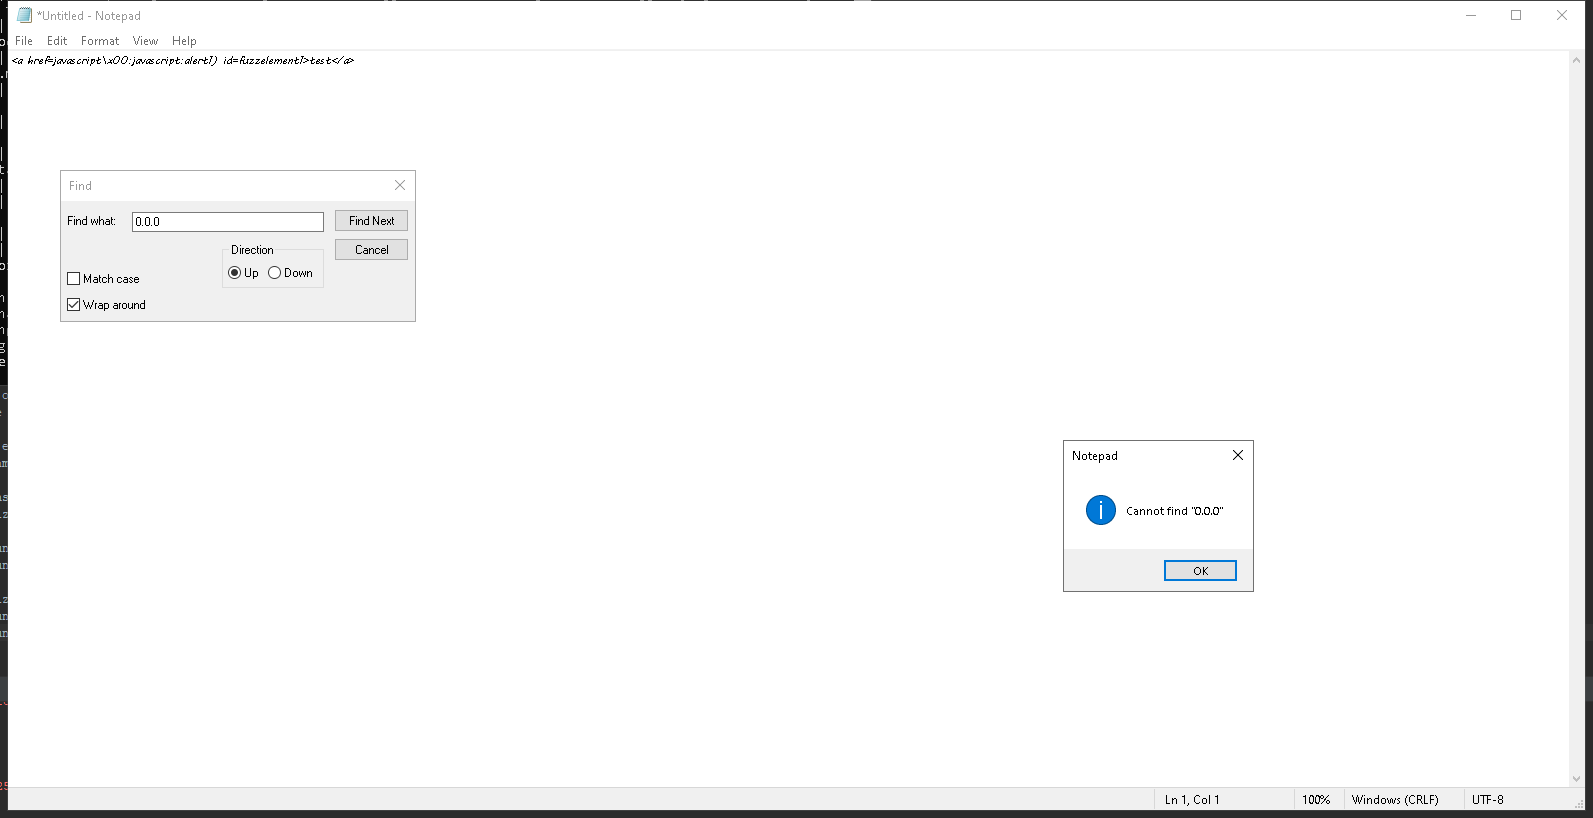 *Untitled - Notepad
File Edit Format View Help
<a href=javascript\x00:javascript:alert1) id=fuzzelement1>test</a>
Find
Find what: 0.0.0 Find Next
Direction Cancel
Up Down
Match case
Wrap around
Notepad
Cannot find "0.0.0"
OK
Ln 1, Col 1 100% Windows (CRLF) UTF-8